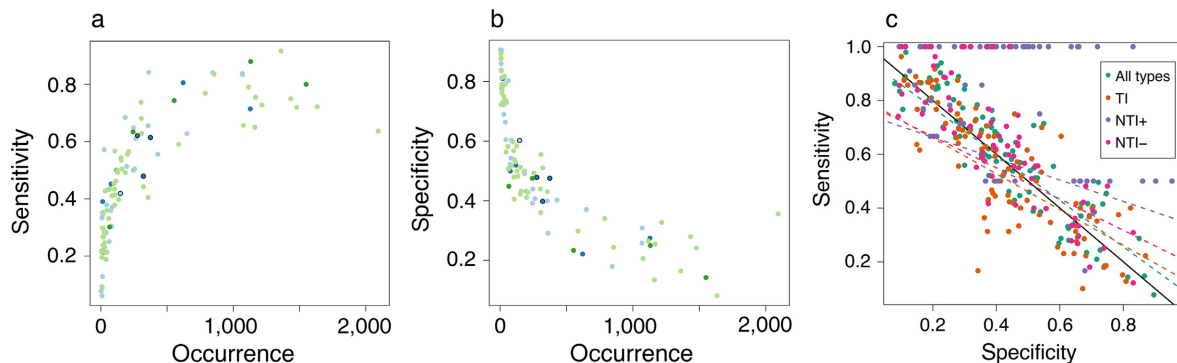 a
Sensitivity
0.8
0.6
0.4
0.2
0
1,000
2,000
Occurrence
b
Specificity
0.8
0.6
0.4
0.2
0
1,000
2,000
Occurrence
c
Sensitivity
1.0
0.8
0.6
0.4
0.2
0.2
0.4
0.6
0.8
Specificity
All types
TI
NTI+
NTI−